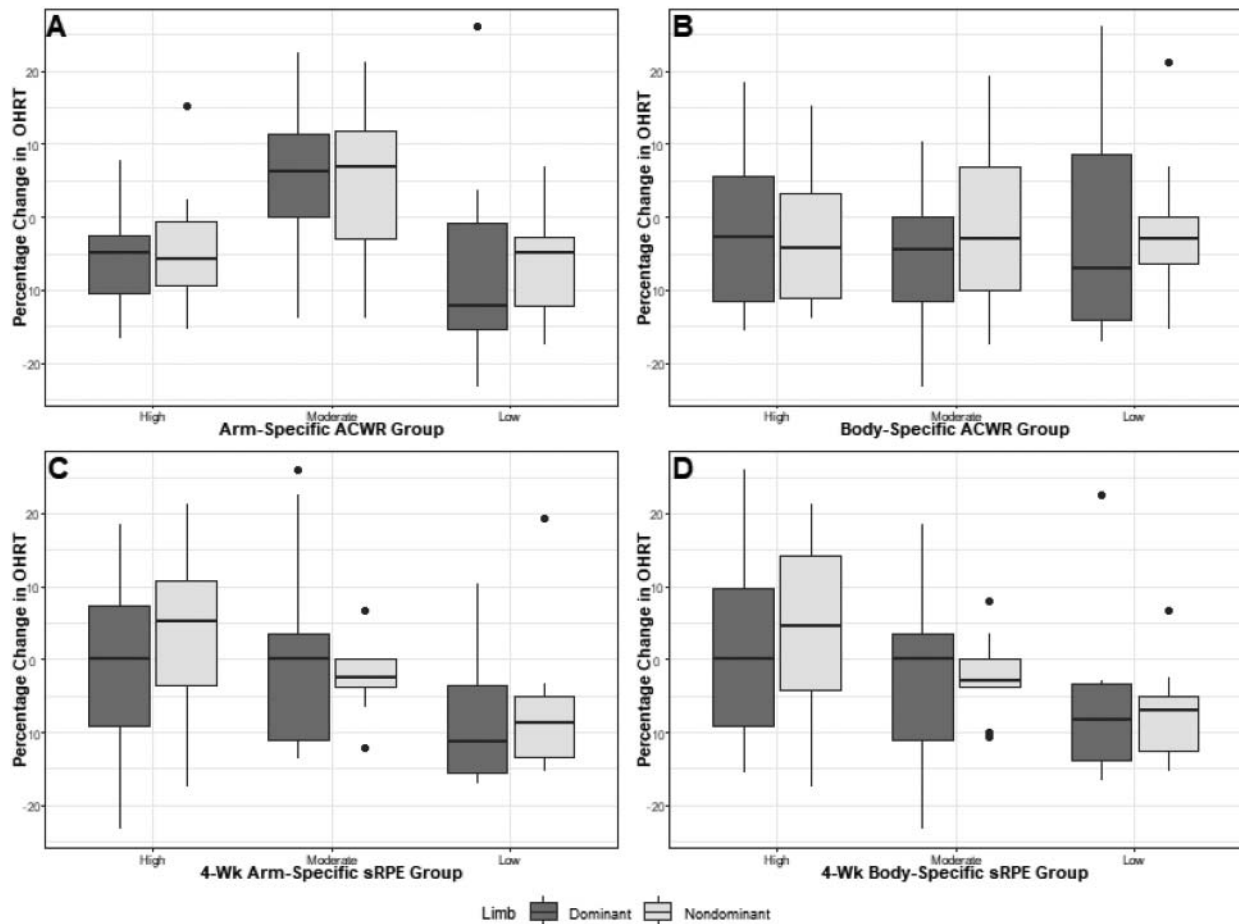 A
B
Percentage Change in OHRT
20
10
0
10
-20
Percentage Change in OHRT
20
10
0
10
-20
High Moderate Low
Arm-Specific ACWR Group
High Moderate Low
Body-Specific ACWR Group
C
D
Percentage Change in OHRT
20
10
0
10
-20
Percentage Change in OHRT
20
10
0
10
-20
High Moderate Low
4-Wk Arm-Specific sRPE Group
High Moderate Low
4-Wk Body-Specific sRPE Group
Limb Dominant Nondominant